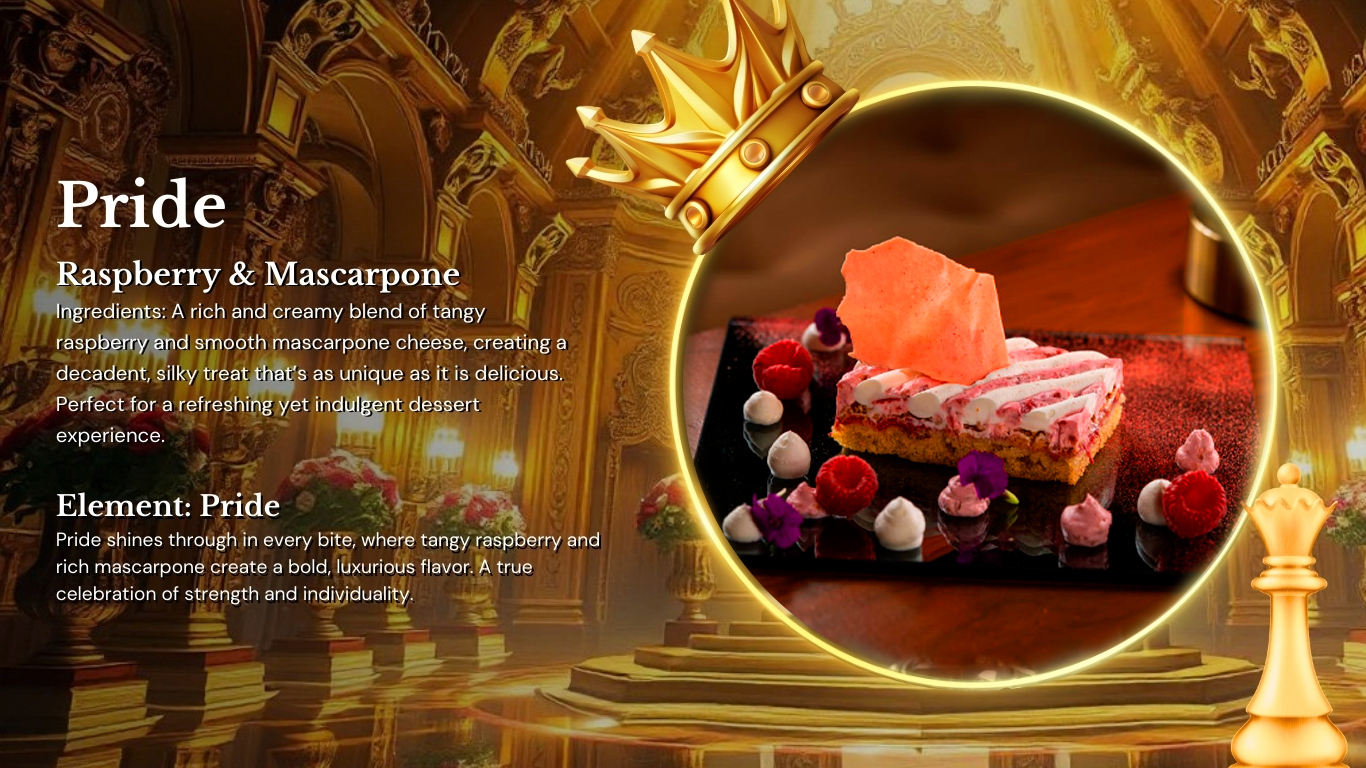 Pride
Raspberry & Mascarpone
Ingredients: A rich and creamy blend of tangy
raspberry and smooth mascarpone cheese, creating a
decadent, silky treat that's as unique as it is delicious.
Perfect for a refreshing yet indulgent dessert
experience.
Element: Pride
Pride shines through in every bite, where tangy raspberry and
rich mascarpone create a bold, luxurious flavor. A true
celebration of strength and individuality.